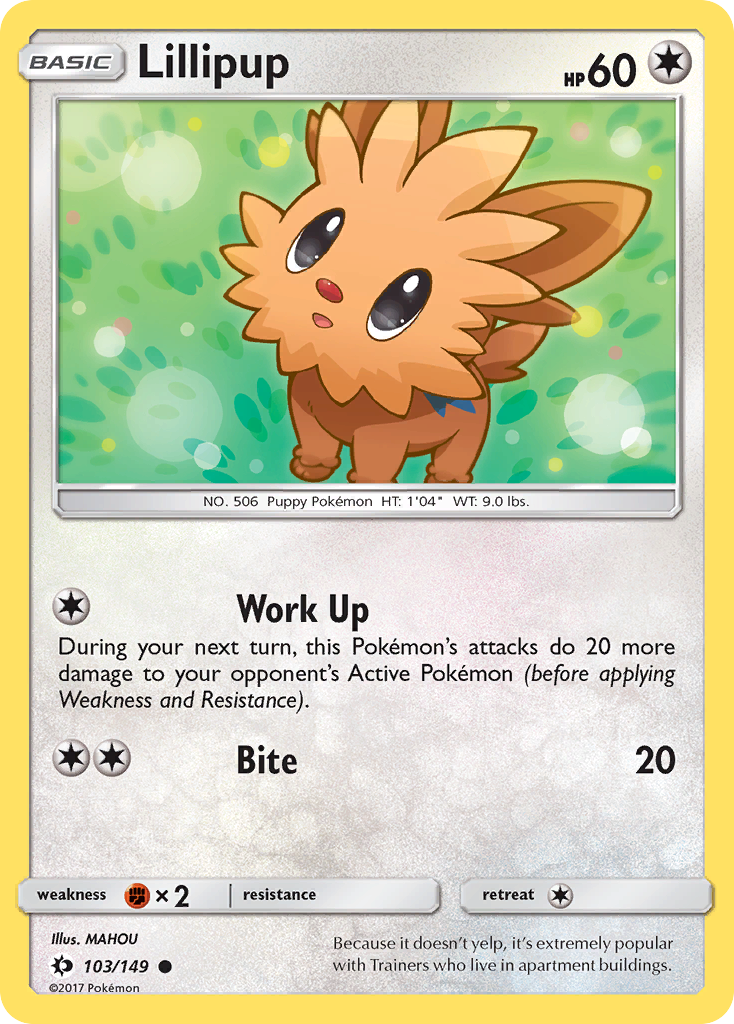 BASIC Lillipup HP60
NO. 506 Puppy Pokémon HT: 1'04" WT: 9.0 lbs.
Work Up
During your next turn, this Pokémon's attacks do 20 more
damage to your opponent's Active Pokémon (before applying
Weakness and Resistance).
Bite 20
weakness ×2 resistance retreat
Illus. MAHOU
103/149
©2017 Pokémon
Because it doesn't yelp, it's extremely popular
with Trainers who live in apartment buildings.